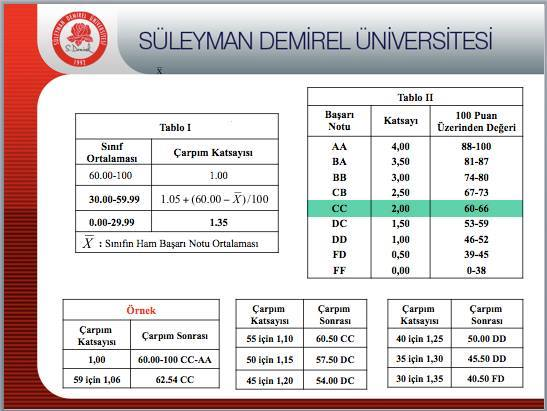 SÜLEYMAN DEMİREL ÜNİVERSİTESİ
SÜLEYMAN DEMİREL ÜNİVERSİTESİ
S. Demirel
1992
X̅
Tablo I
Sınıf Ortalaması Çarpım Katsayısı
60.00-100 1.00
30.00-59.99 1.05 + (60.00 − X̅)/100
0.00-29.99 1.35
X̅ : Sınıfın Ham Başarı Notu Ortalaması
Tablo II
Başarı Notu Katsayı 100 Puan Üzerinden Değeri
AA 4,00 88-100
BA 3,50 81-87
BB 3,00 74-80
CB 2,50 67-73
CC 2,00 60-66
DC 1,50 53-59
DD 1,00 46-52
FD 0,50 39-45
FF 0,00 0-38
Örnek
Çarpım Katsayısı Çarpım Sonrası
1,00 60.00-100 CC-AA
59 için 1,06 62.54 CC
Çarpım Katsayısı Çarpım Sonrası
55 için 1,10 60.50 CC
50 için 1,15 57.50 DC
45 için 1,20 54.00 DC
Çarpım Katsayısı Çarpım Sonrası
40 için 1,25 50.00 DD
35 için 1,30 45.50 DD
30 için 1,35 40.50 FD